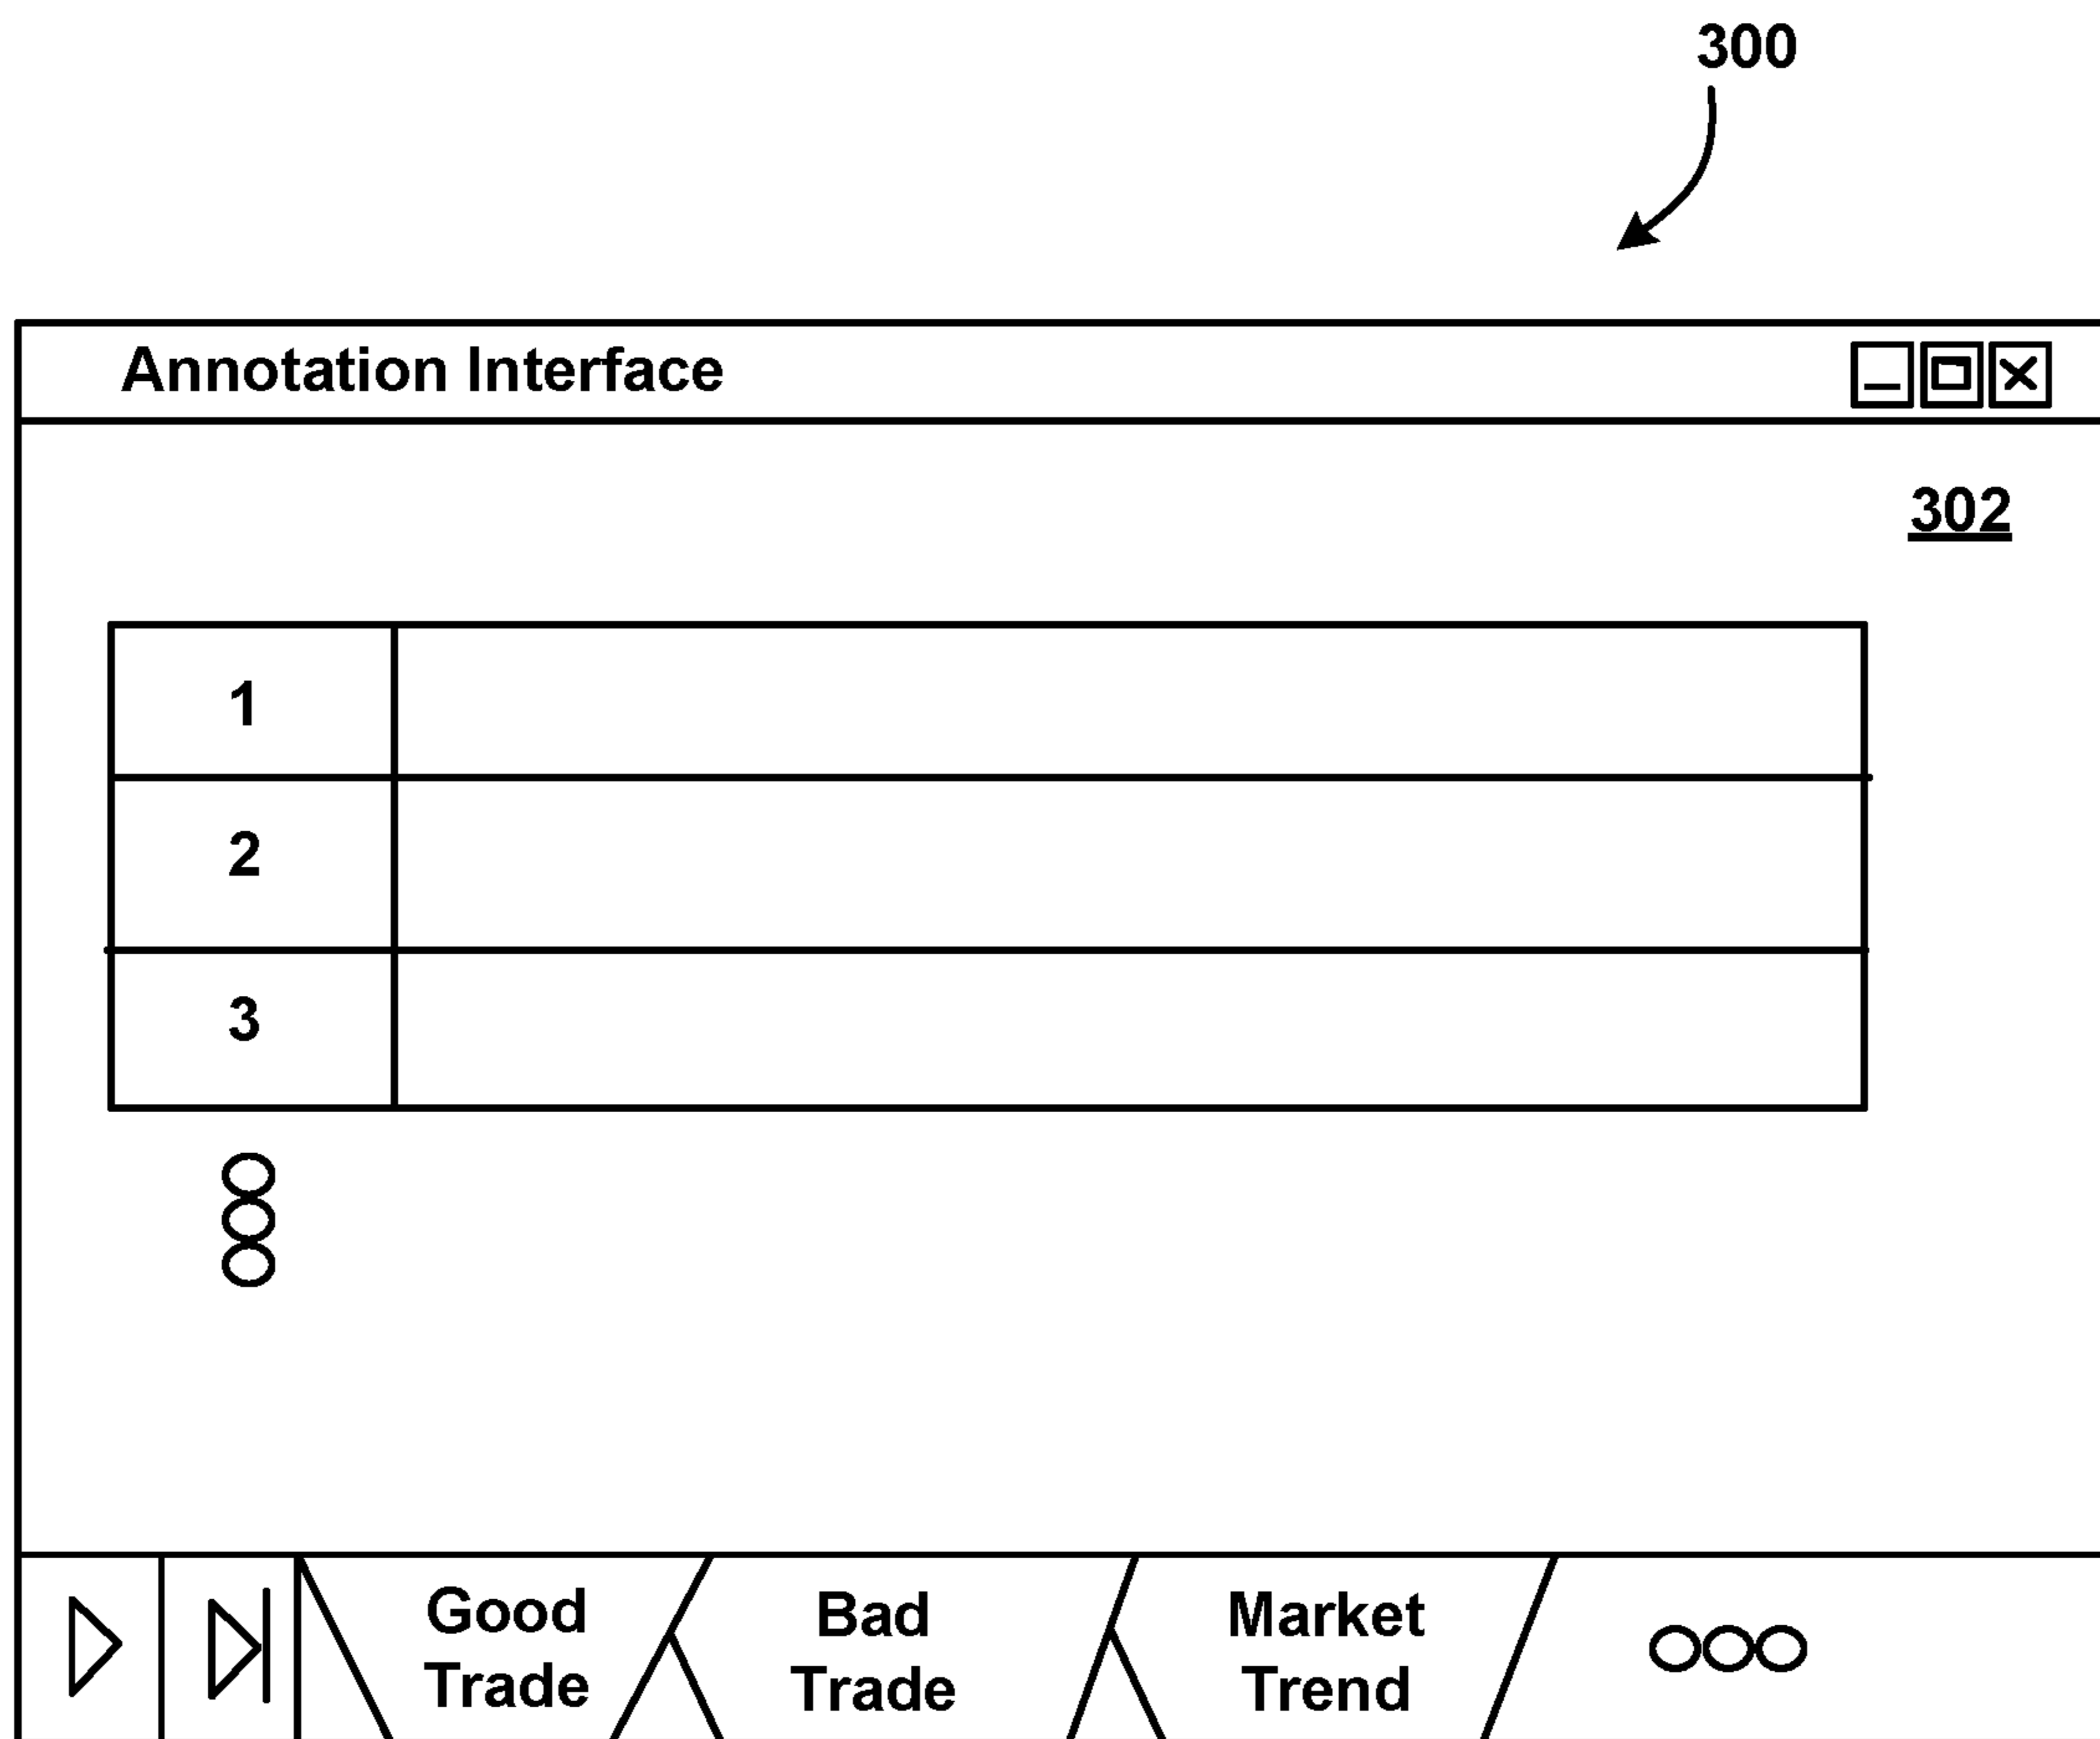 300
Annotation Interface
302
1
2
3
Good
Trade
Bad
Trade
Market
Trend